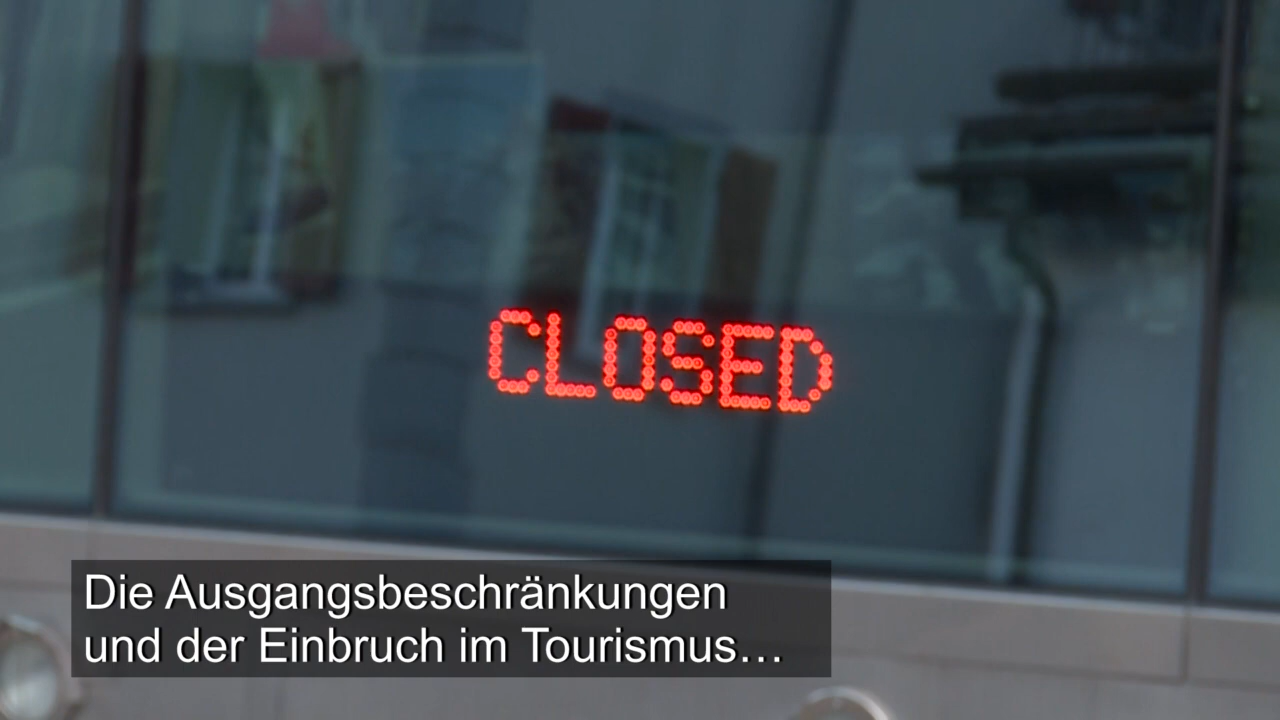 CLOSED
Die Ausgangsbeschränkungen
und der Einbruch im Tourismus…